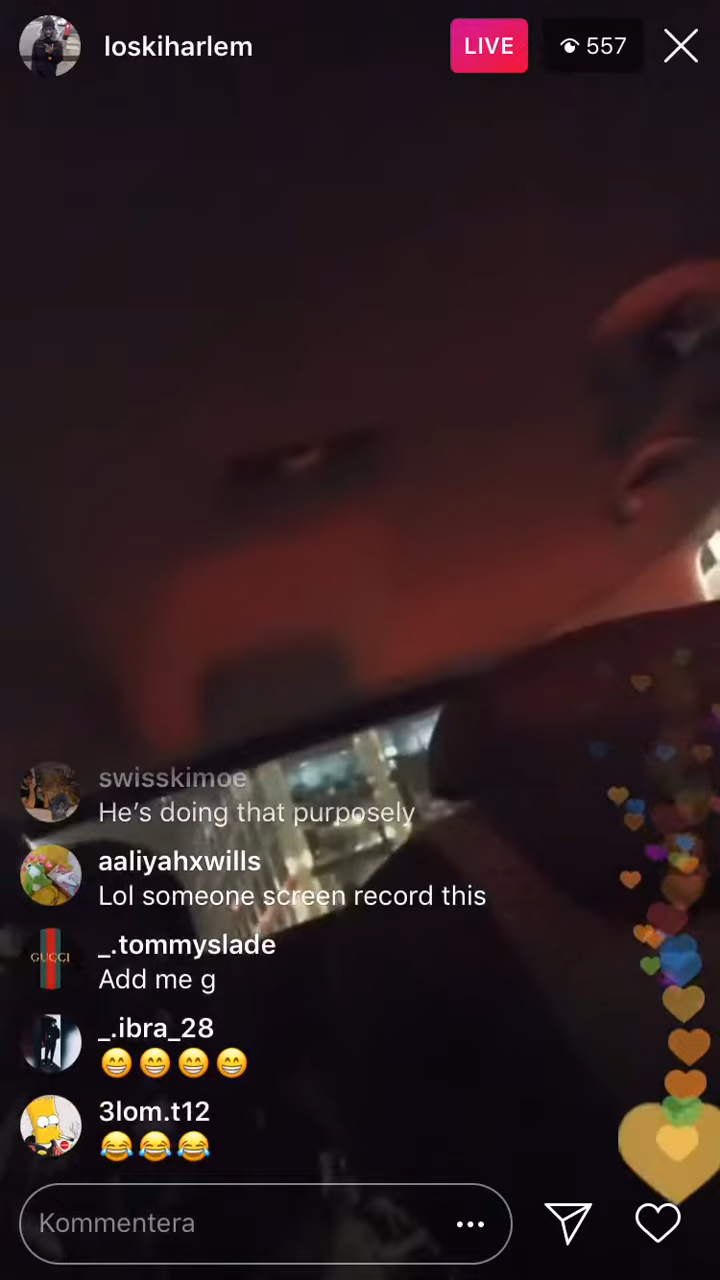 loskiharlem
LIVE
557
swisskimoe
He's doing that purposely
aaliyahxwills
Lol someone screen record this
GUCCI
_.tommyslade
Add me g
_.ibra_28
😁😁😁😁
3lom.t12
😂😂😂
Kommentera